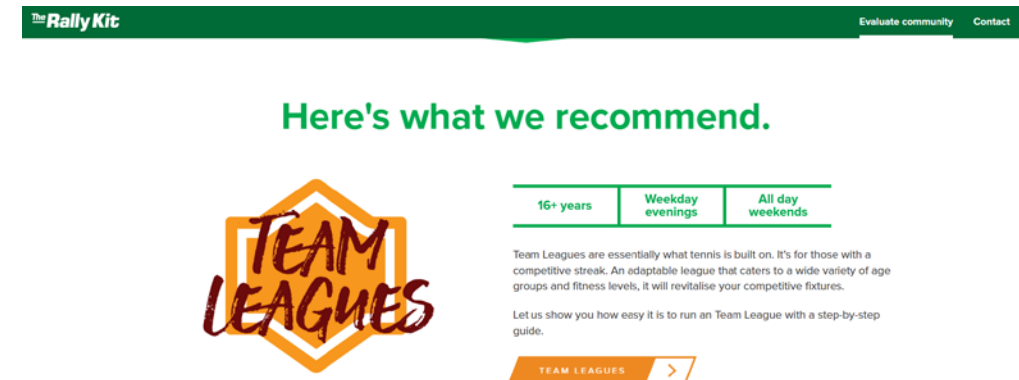 The Rally Kit
Evaluate community
Contact
Here's what we recommend.
TEAM
LEAGUES
16+ years
Weekday
evenings
All day
weekends
Team Leagues are essentially what tennis is built on. It's for those with a
competitive streak. An adaptable league that caters to a wide variety of age
groups and fitness levels, it will revitalise your competitive fixtures.
Let us show you how easy it is to run an Team League with a step-by-step
guide.
TEAM LEAGUES